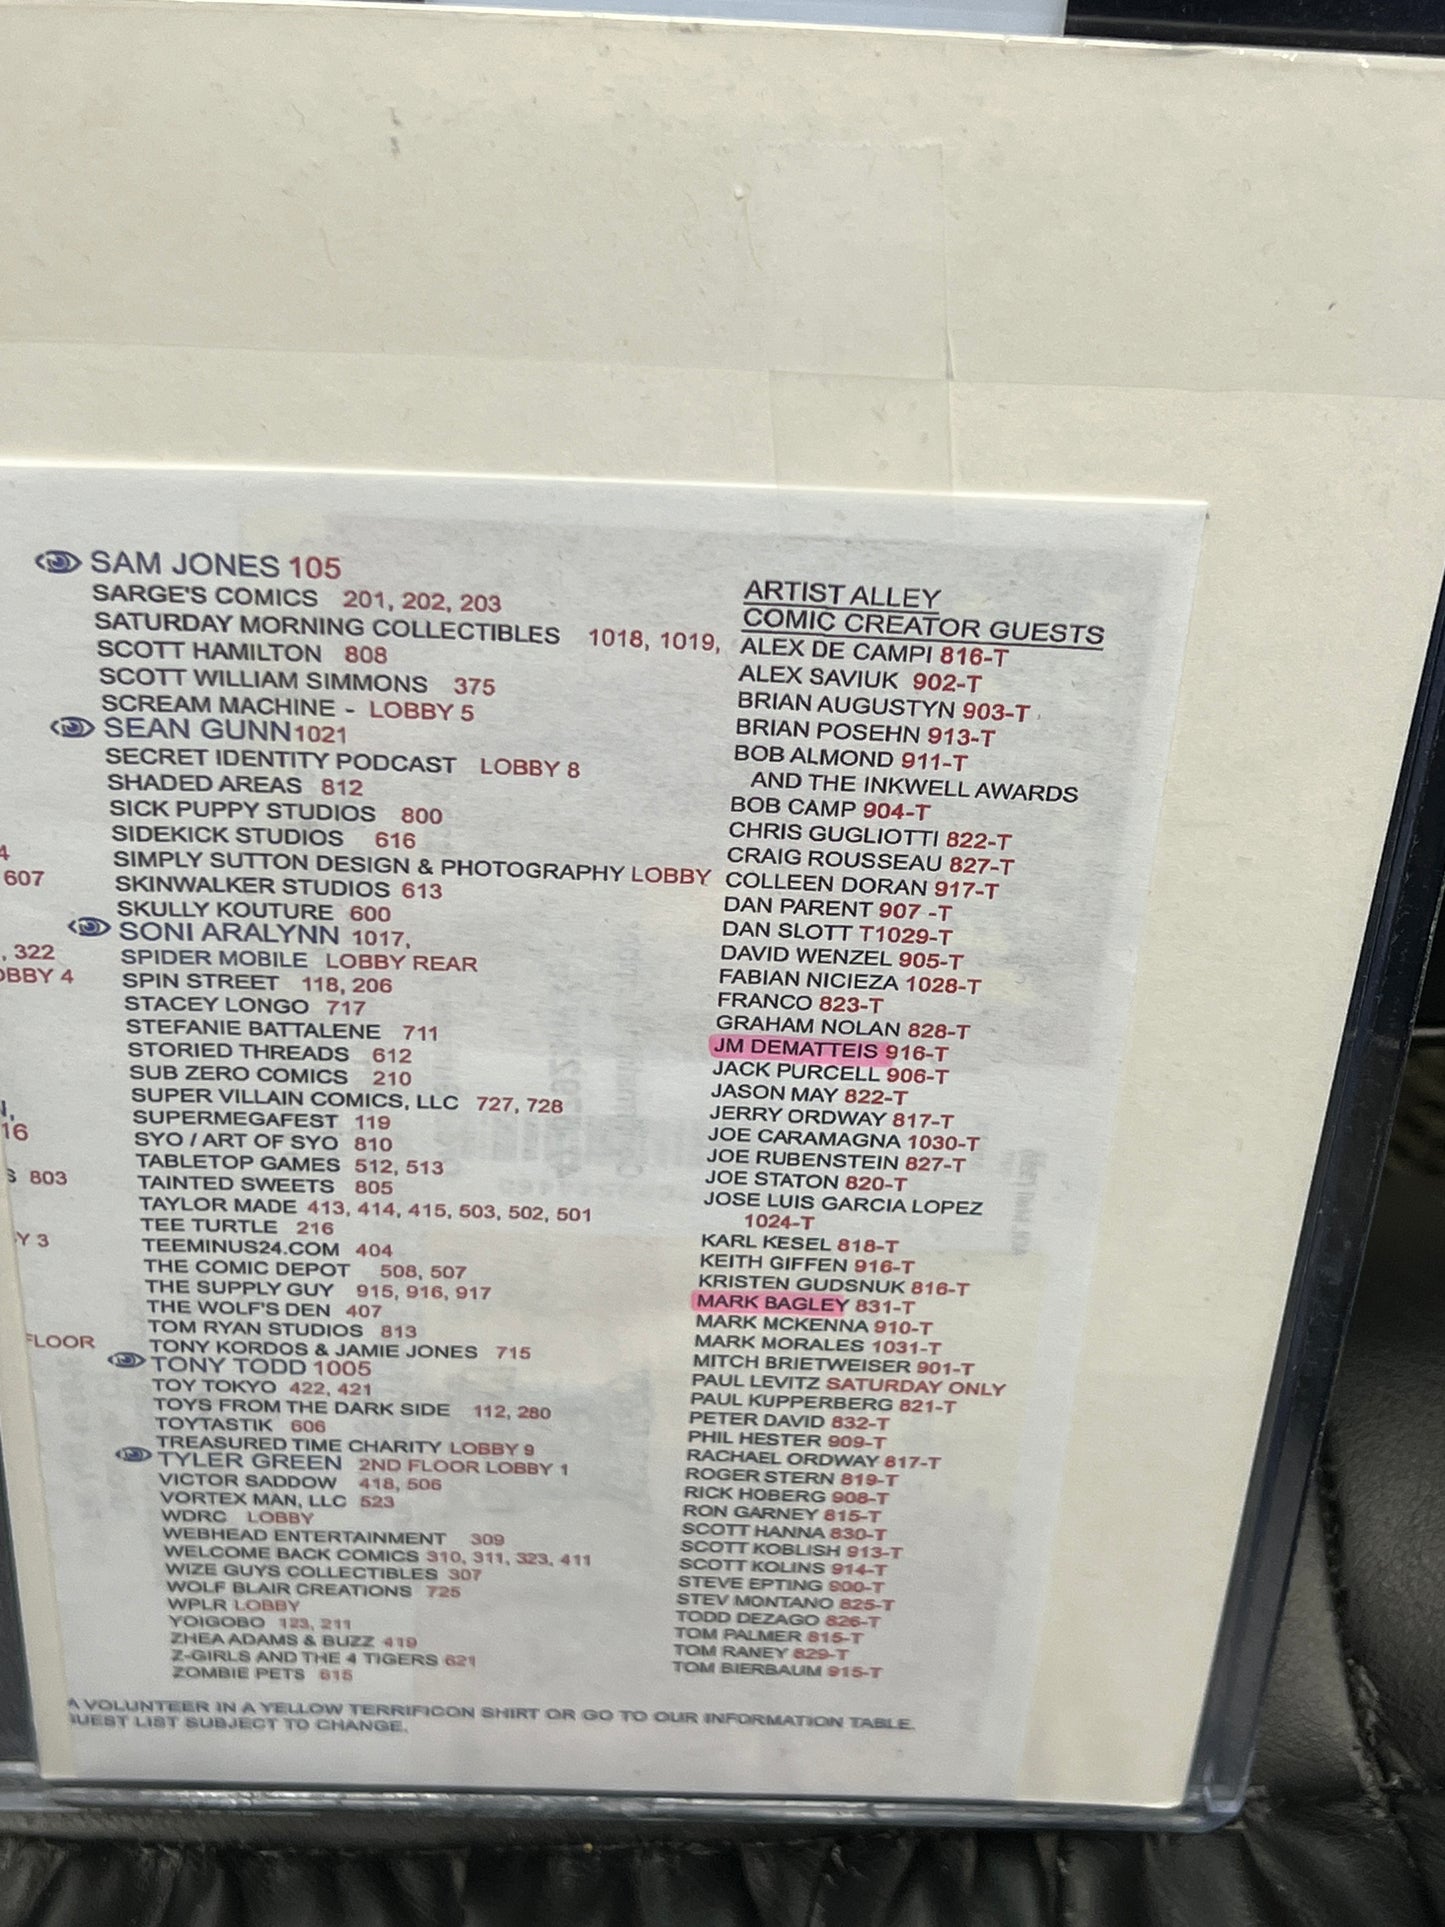 SAM JONES 105
SARGE'S COMICS 201, 202, 203
SATURDAY MORNING COLLECTIBLES 1018, 1019,
SCOTT HAMILTON 808
SCOTT WILLIAM SIMMONS 375
SCREAM MACHINE - LOBBY 5
SEAN GUNN 1021
SECRET IDENTITY PODCAST LOBBY 8
SHADED AREAS 812
SICK PUPPY STUDIOS 800
SIDEKICK STUDIOS 616
SIMPLY SUTTON DESIGN & PHOTOGRAPHY LOBBY
SKINWALKER STUDIOS 613
SKULLY KOUTURE 600
SONI ARALYNN 1017,
SPIDER MOBILE LOBBY REAR
SPIN STREET 118, 206
STACEY LONGO 717
STEFANIE BATTALENE 711
STORIED THREADS 612
SUB ZERO COMICS 210
SUPER VILLAIN COMICS, LLC 727, 728
SUPERMEGAFEST 119
SYO / ART OF SYO 810
TABLETOP GAMES 512, 513
TAINTED SWEETS 805
TAYLOR MADE 413, 414, 415, 503, 502, 501
TEE TURTLE 216
TEEMINUS24.COM 404
THE COMIC DEPOT 508, 507
THE SUPPLY GUY 915, 916, 917
THE WOLF'S DEN 407
TOM RYAN STUDIOS 813
TONY KORDOS & JAMIE JONES 715
TONY TODD 1005
TOY TOKYO 422, 421
TOYS FROM THE DARK SIDE 112, 280
TOYTASTIK 606
TREASURED TIME CHARITY LOBBY 9
TYLER GREEN 2ND FLOOR LOBBY 1
VICTOR SADDOW 418, 506
VORTEX MAN, LLC 523
WDRC LOBBY
WEBHEAD ENTERTAINMENT 309
WELCOME BACK COMICS 310, 311, 323, 411
WIZE GUYS COLLECTIBLES 307
WOLF BLAIR CREATIONS 725
WPLR LOBBY
YOIGOBO 123, 211
ZHEA ADAMS & BUZZ 419
Z-GIRLS AND THE 4 TIGERS 621
ZOMBIE PETS 615
ARTIST ALLEY
COMIC CREATOR GUESTS
ALEX DE CAMPI 816-T
ALEX SAVIUK 902-T
BRIAN AUGUSTYN 903-T
BRIAN POSEHN 913-T
BOB ALMOND 911-T
AND THE INKWELL AWARDS
BOB CAMP 904-T
CHRIS GUGLIOTTI 822-T
CRAIG ROUSSEAU 827-T
COLLEEN DORAN 917-T
DAN PARENT 907 -T
DAN SLOTT T1029-T
DAVID WENZEL 905-T
FABIAN NICIEZA 1028-T
FRANCO 823-T
GRAHAM NOLAN 828-T
JM DEMATTEIS 916-T
JACK PURCELL 906-T
JASON MAY 822-T
JERRY ORDWAY 817-T
JOE CARAMAGNA 1030-T
JOE RUBENSTEIN 827-T
JOE STATON 820-T
JOSE LUIS GARCIA LOPEZ
1024-T
KARL KESEL 818-T
KEITH GIFFEN 916-T
KRISTEN GUDSNUK 816-T
MARK BAGLEY 831-T
MARK MCKENNA 910-T
MARK MORALES 1031-T
MITCH BRIETWEISER 901-T
PAUL LEVITZ SATURDAY ONLY
PAUL KUPPERBERG 821-T
PETER DAVID 832-T
PHIL HESTER 909-T
RACHAEL ORDWAY 817-T
ROGER STERN 819-T
RICK HOBERG 908-T
RON GARNEY 815-T
SCOTT HANNA 830-T
SCOTT KOBLISH 913-T
SCOTT KOLINS 914-T
STEVE EPTING 900-T
STEV MONTANO 825-T
TODD DEZAGO 826-T
TOM PALMER 815-T
TOM RANEY 829-T
TOM BIERBAUM 915-T
607
, 322
OBBY 4
16
803
Y 3
FLOOR
A VOLUNTEER IN A YELLOW TERRIFICON SHIRT OR GO TO OUR INFORMATION TABLE.
GUEST LIST SUBJECT TO CHANGE.